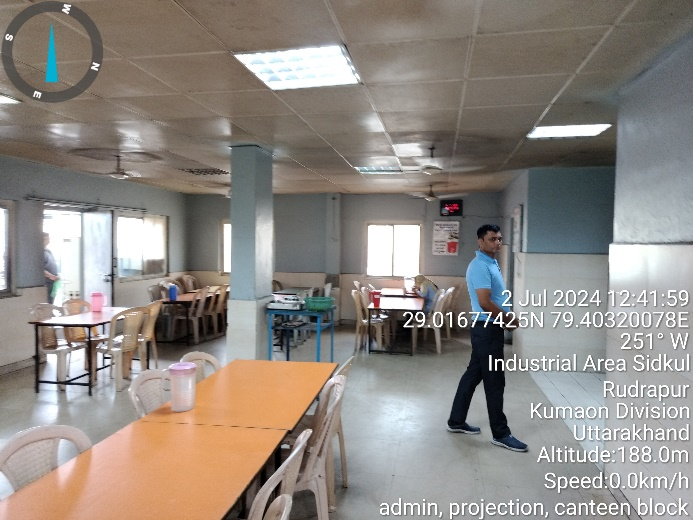 W
S
N
E
2 Jul 2024 12:41:59
29.01677425N 79.40320078E
251° W
Industrial Area Sidkul
Rudrapur
Kumaon Division
Uttarakhand
Altitude:188.0m
Speed:0.0km/h
admin, projection, canteen block